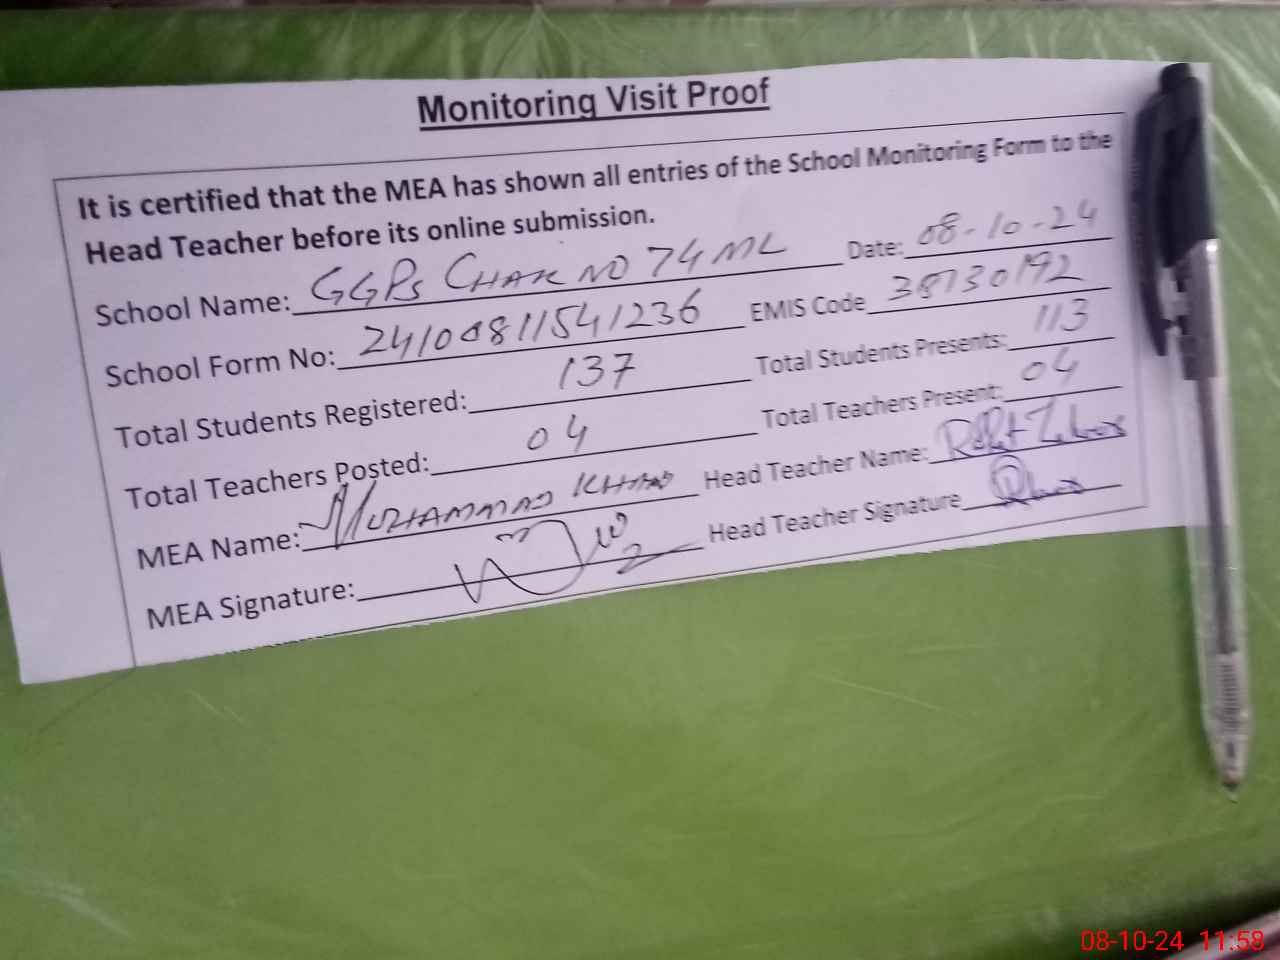 Monitoring Visit Proof
It is certified that the MEA has shown all entries of the School Monitoring Form to the
Head Teacher before its online submission.
School Name: GGPS CHAK NO 74 ML Date: 08-10-24
School Form No: 24100811541236 EMIS Code 38730192
Total Students Registered: 137 Total Students Presents: 113
Total Teachers Posted: 04 Total Teachers Present: 04
MEA Name: MUHAMMAD KHAN Head Teacher Name:
MEA Signature: Head Teacher Signature
08-10-24 11:58